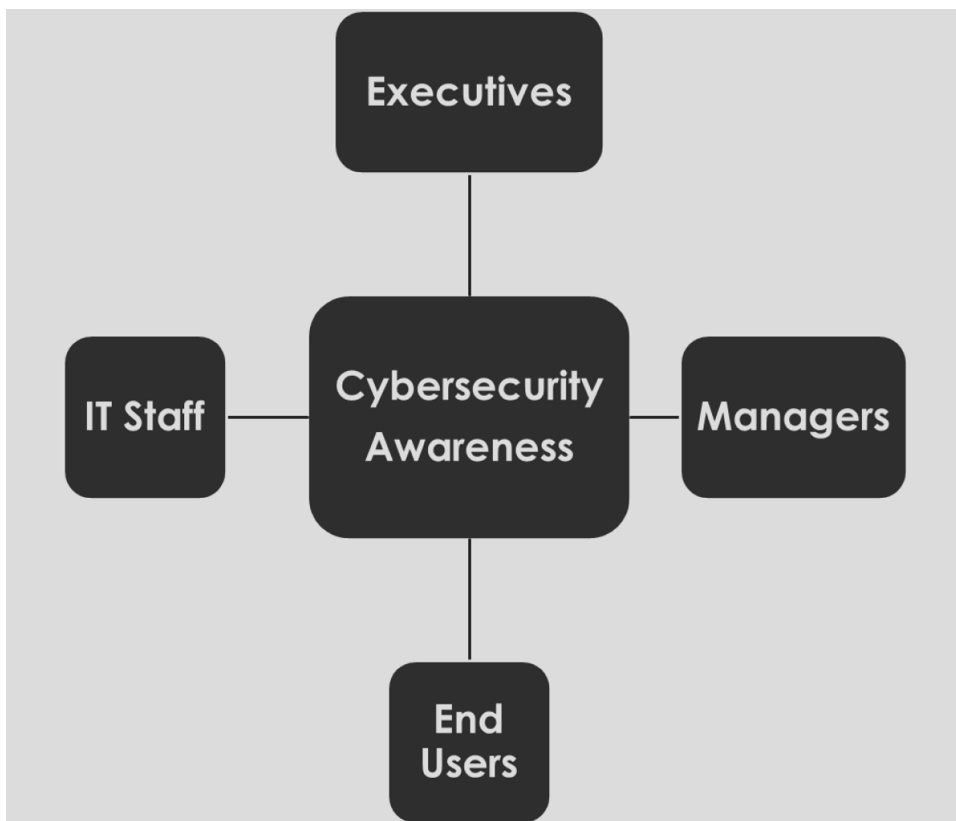 Executives
IT Staff
Cybersecurity
Awareness
Managers
End
Users